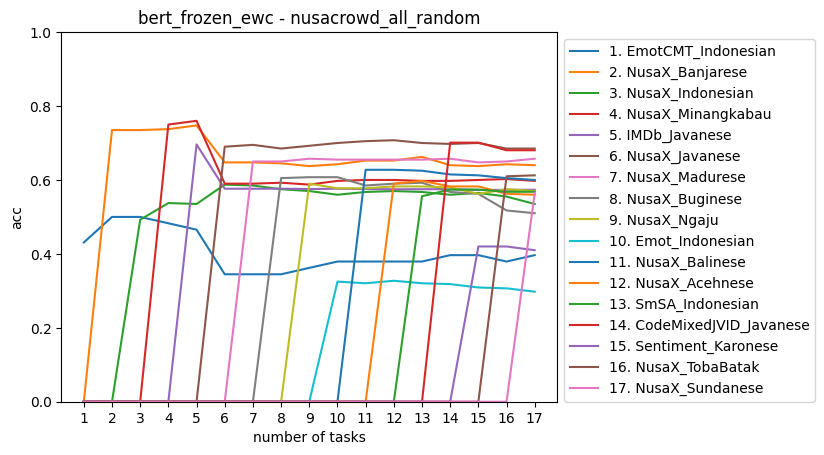 bert_frozen_ewc - nusacrowd_all_random
1.0
0.8
0.6
0.4
0.2
0.0
acc
1 2 3 4 5 6 7 8 9 10 11 12 13 14 15 16 17
number of tasks
1. EmotCMT_Indonesian
2. NusaX_Banjarese
3. NusaX_Indonesian
4. NusaX_Minangkabau
5. IMDb_Javanese
6. NusaX_Javanese
7. NusaX_Madurese
8. NusaX_Buginese
9. NusaX_Ngaju
10. Emot_Indonesian
11. NusaX_Balinese
12. NusaX_Acehnese
13. SmSA_Indonesian
14. CodeMixedJVID_Javanese
15. Sentiment_Karonese
16. NusaX_TobaBatak
17. NusaX_Sundanese